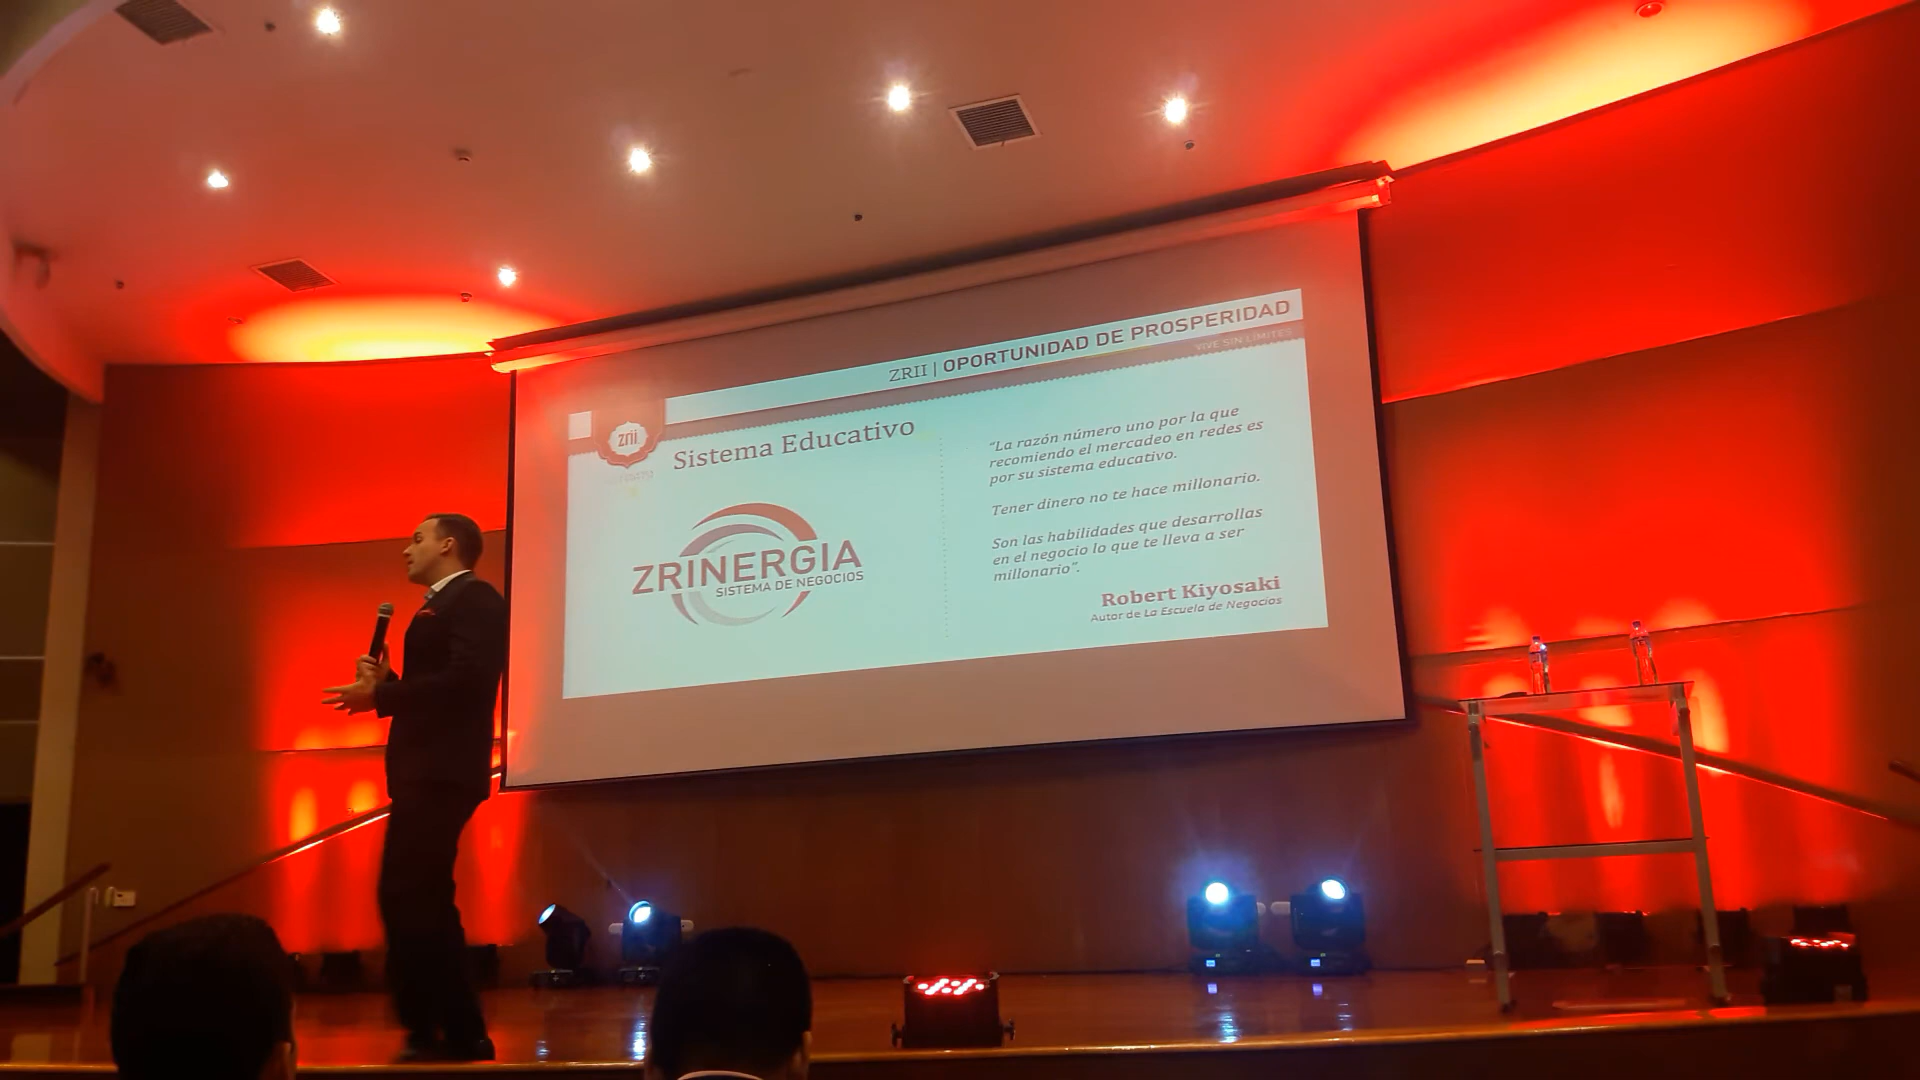 ZRII | OPORTUNIDAD DE PROSPERIDAD
VIVE SIN LÍMITES
zrii
Sistema Educativo
ZRINERGIA
SISTEMA DE NEGOCIOS
“La razón número uno por la que
recomiendo el mercadeo en redes es
por su sistema educativo.
Tener dinero no te hace millonario.
Son las habilidades que desarrollas
en el negocio lo que te lleva a ser
millonario”.
Robert Kiyosaki
Autor de La Escuela de Negocios